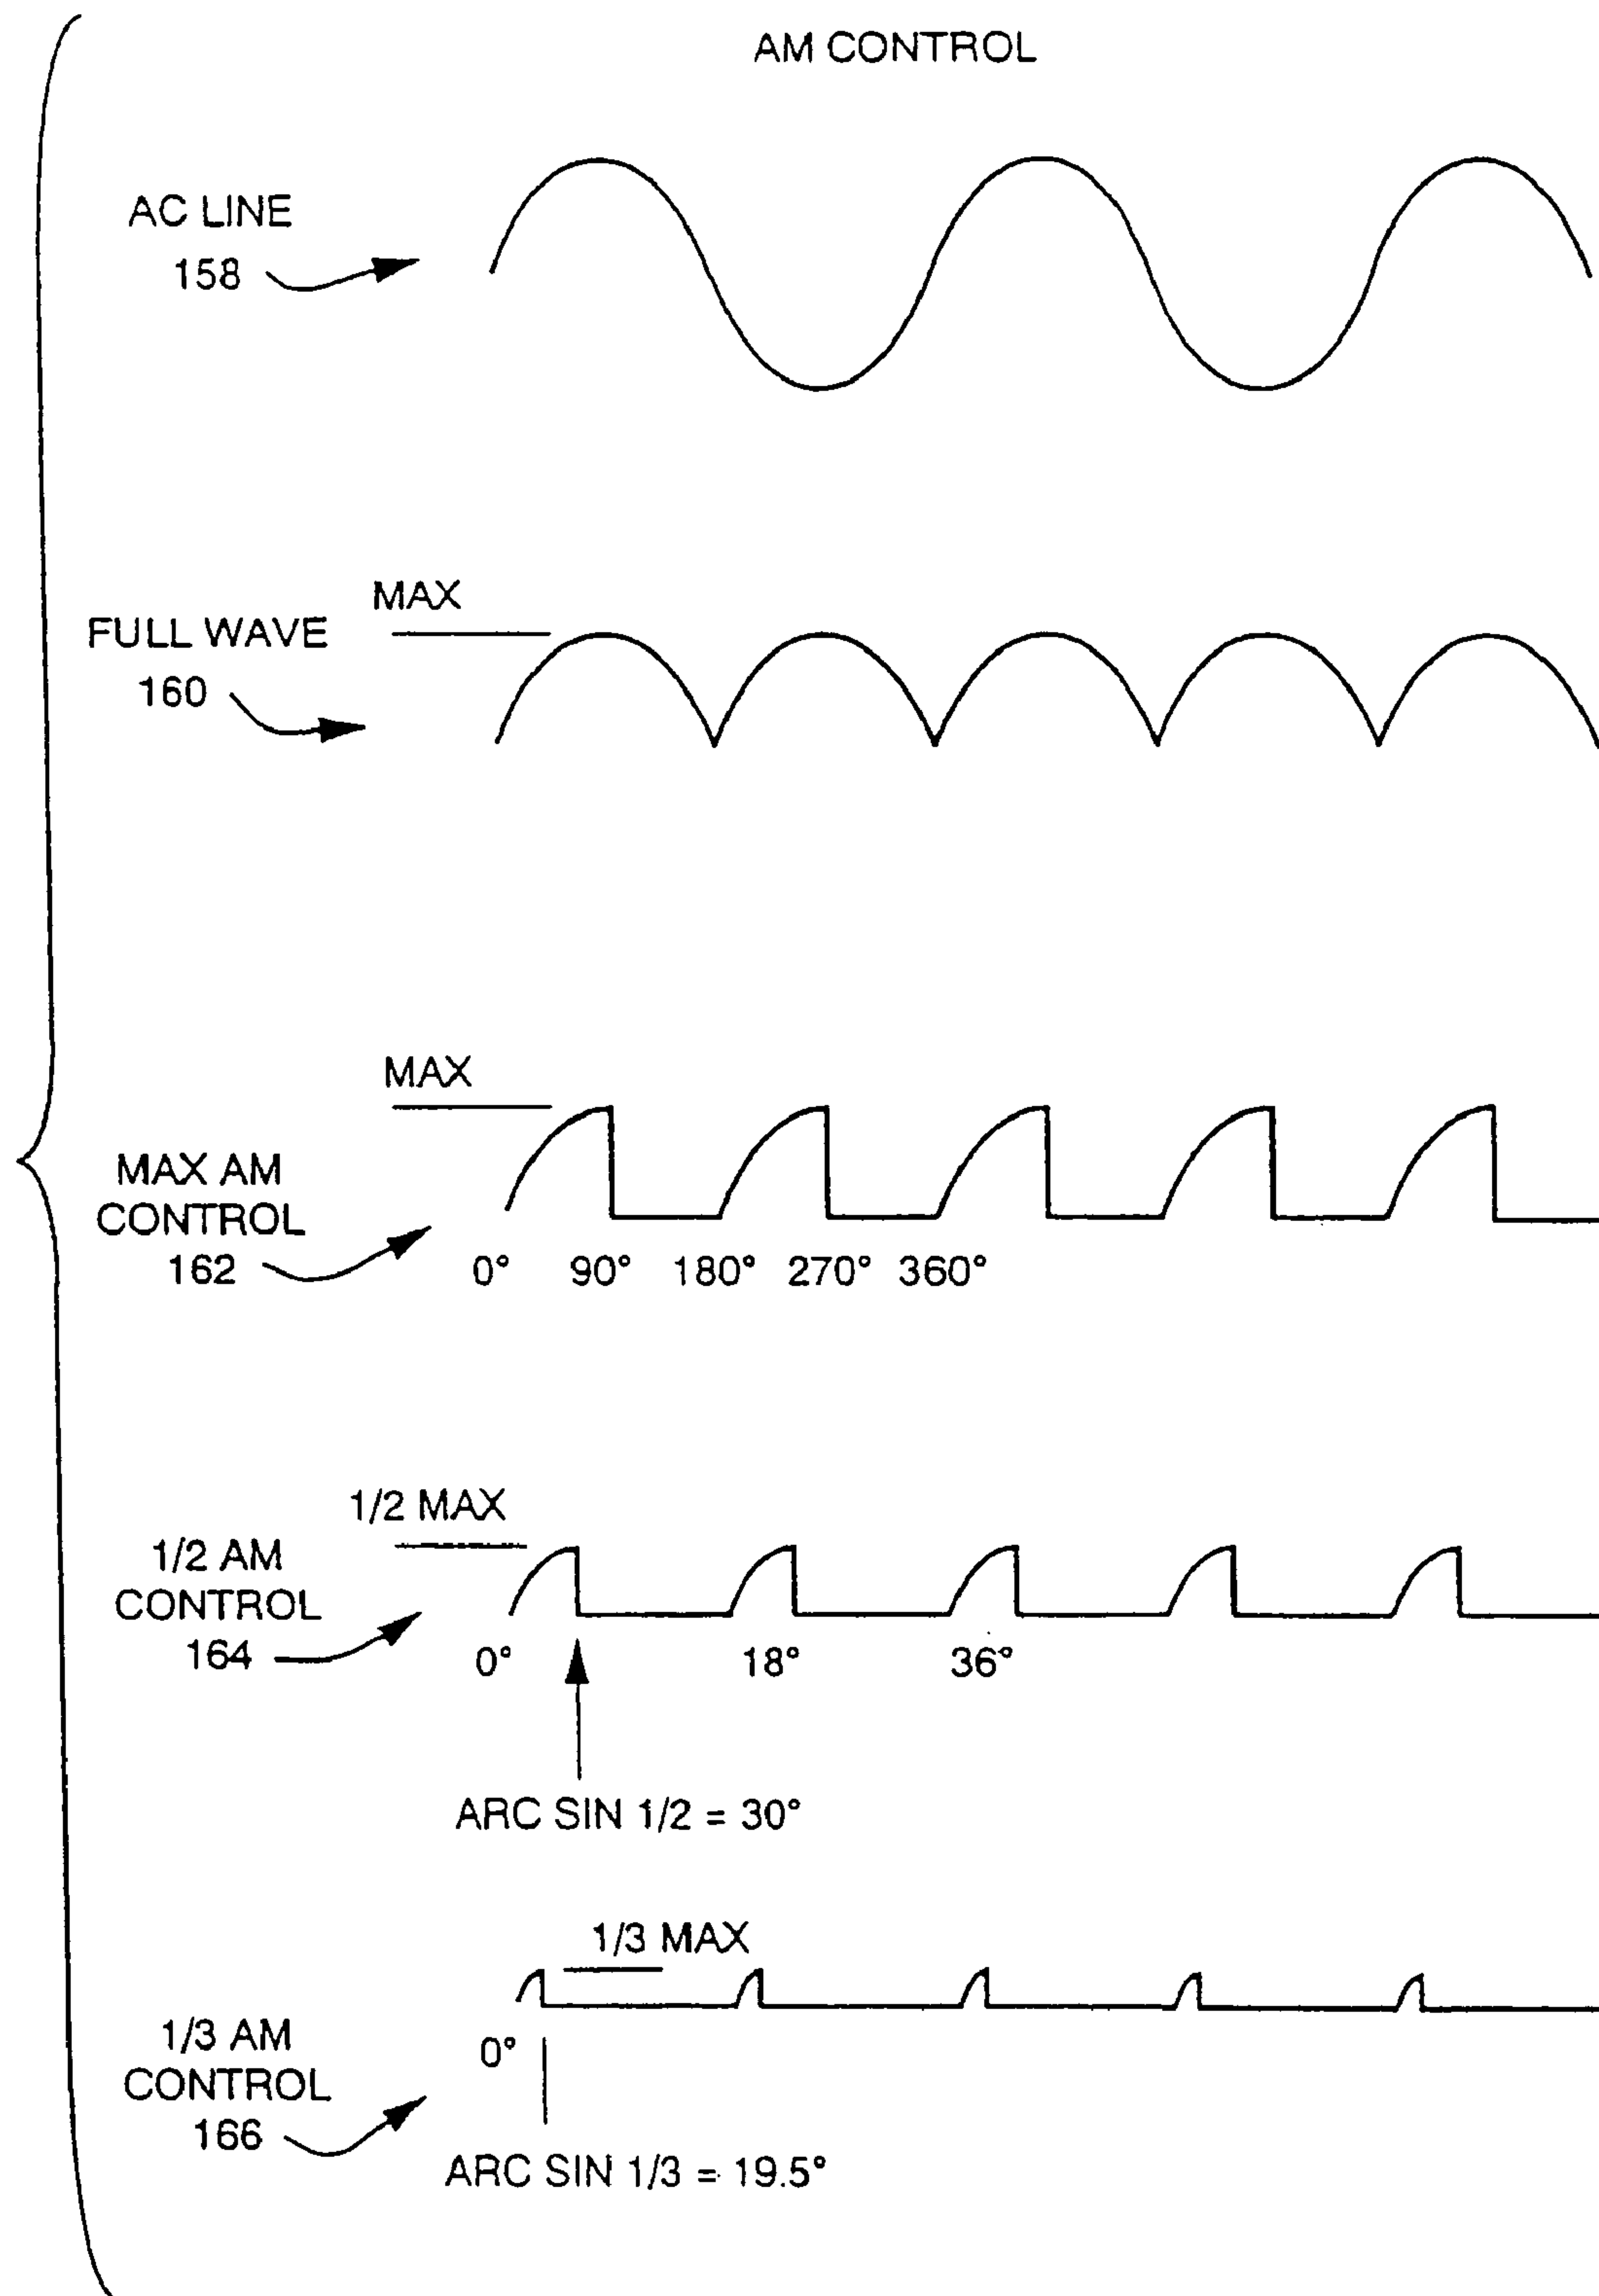 AM CONTROL
AC LINE
158
MAX
FULL WAVE
160
MAX
MAX AM
CONTROL
162
0° 90° 180° 270° 360°
1/2 MAX
1/2 AM
CONTROL
164
0° 18° 36°
ARC SIN 1/2 = 30°
1/3 MAX
1/3 AM
CONTROL
166
0°
ARC SIN 1/3 = 19.5°